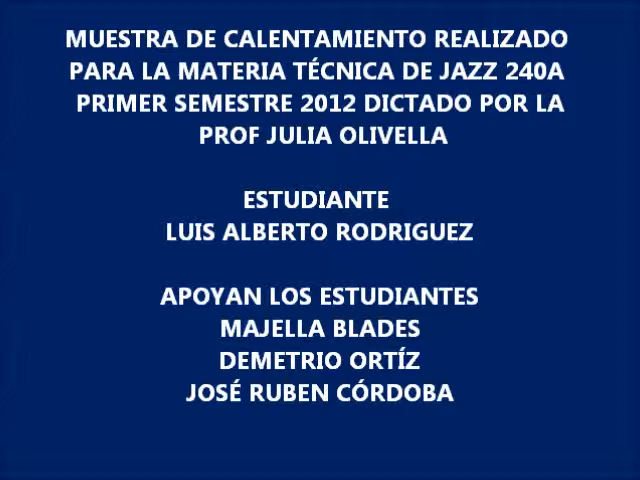 MUESTRA DE CALENTAMIENTO REALIZADO
PARA LA MATERIA TÉCNICA DE JAZZ 240A
PRIMER SEMESTRE 2012 DICTADO POR LA
PROF JULIA OLIVELLA
ESTUDIANTE
LUIS ALBERTO RODRIGUEZ
APOYAN LOS ESTUDIANTES
MAJELLA BLADES
DEMETRIO ORTÍZ
JOSÉ RUBEN CÓRDOBA